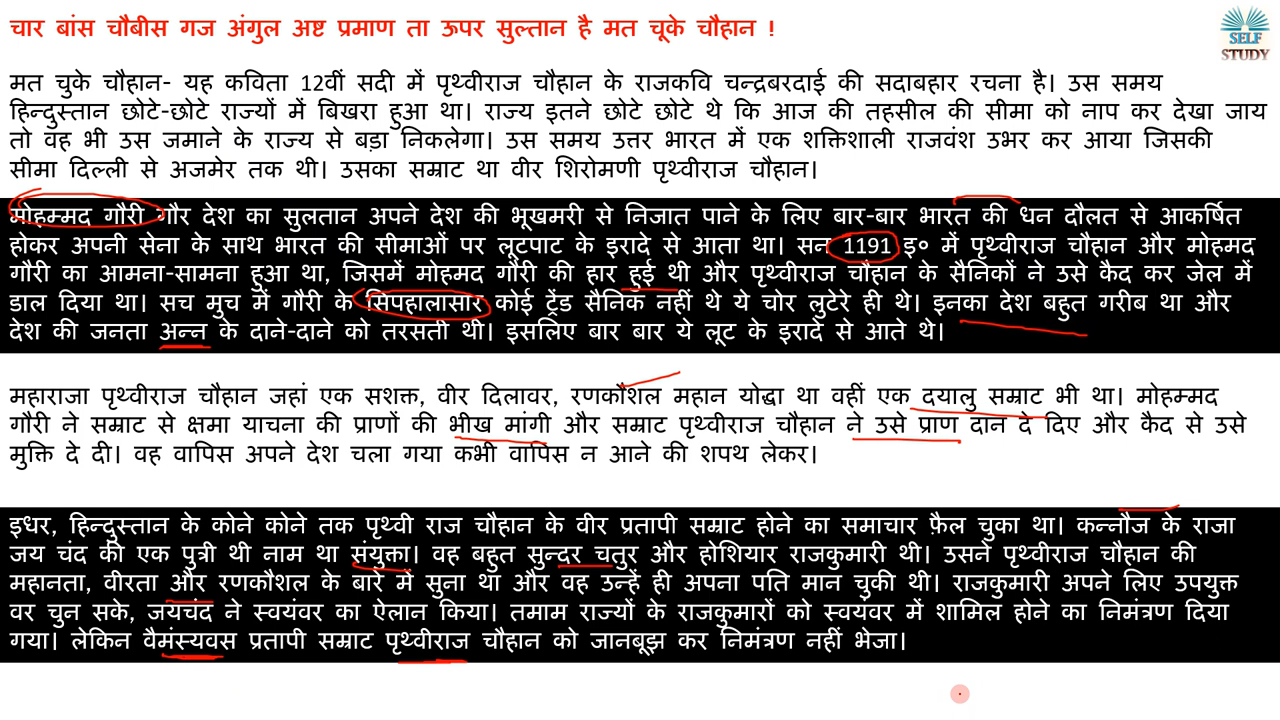 चार बांस चौबीस गज अंगुल अष्ट प्रमाण ता ऊपर सुल्तान है मत चूके चौहान !
SELF
STUDY
मत चुके चौहान- यह कविता 12वीं सदी में पृथ्वीराज चौहान के राजकवि चन्द्रबरदाई की सदाबहार रचना है। उस समय
हिन्दुस्तान छोटे-छोटे राज्यों में बिखरा हुआ था। राज्य इतने छोटे छोटे थे कि आज की तहसील की सीमा को नाप कर देखा जाय
तो वह भी उस जमाने के राज्य से बड़ा निकलेगा। उस समय उत्तर भारत में एक शक्तिशाली राजवंश उभर कर आया जिसकी
सीमा दिल्ली से अजमेर तक थी। उसका सम्राट था वीर शिरोमणी पृथ्वीराज चौहान।
मोहम्मद गौरी गौर देश का सुलतान अपने देश की भूखमरी से निजात पाने के लिए बार-बार भारत की धन दौलत से आकर्षित
होकर अपनी सेना के साथ भारत की सीमाओं पर लूटपाट के इरादे से आता था। सन 1191 इ० में पृथ्वीराज चौहान और मोहमद
गौरी का आमना-सामना हुआ था, जिसमें मोहमद गौरी की हार हुई थी और पृथ्वीराज चौहान के सैनिकों ने उसे कैद कर जेल में
डाल दिया था। सच मुच में गौरी के सिपहालासार कोई ट्रेंड सैनिक नहीं थे ये चोर लुटेरे ही थे। इनका देश बहुत गरीब था और
देश की जनता अन्न के दाने-दाने को तरसती थी। इसलिए बार बार ये लूट के इरादे से आते थे।
महाराजा पृथ्वीराज चौहान जहां एक सशक्त, वीर दिलावर, रणकौशल महान योद्धा था वहीं एक दयालु सम्राट भी था। मोहम्मद
गौरी ने सम्राट से क्षमा याचना की प्राणों की भीख मांगी और सम्राट पृथ्वीराज चौहान ने उसे प्राण दान दे दिए और कैद से उसे
मुक्ति दे दी। वह वापिस अपने देश चला गया कभी वापिस न आने की शपथ लेकर।
इधर, हिन्दुस्तान के कोने कोने तक पृथ्वी राज चौहान के वीर प्रतापी सम्राट होने का समाचार फ़ैल चुका था। कन्नौज के राजा
जय चंद की एक पुत्री थी नाम था संयुक्ता। वह बहुत सुन्दर चतुर और होशियार राजकुमारी थी। उसने पृथ्वीराज चौहान की
महानता, वीरता और रणकौशल के बारे में सुना था और वह उन्हें ही अपना पति मान चुकी थी। राजकुमारी अपने लिए उपयुक्त
वर चुन सके, जयचंद ने स्वयंवर का ऐलान किया। तमाम राज्यों के राजकुमारों को स्वयंवर में शामिल होने का निमंत्रण दिया
गया। लेकिन वैमंस्यवस प्रतापी सम्राट पृथ्वीराज चौहान को जानबूझ कर निमंत्रण नहीं भेजा।